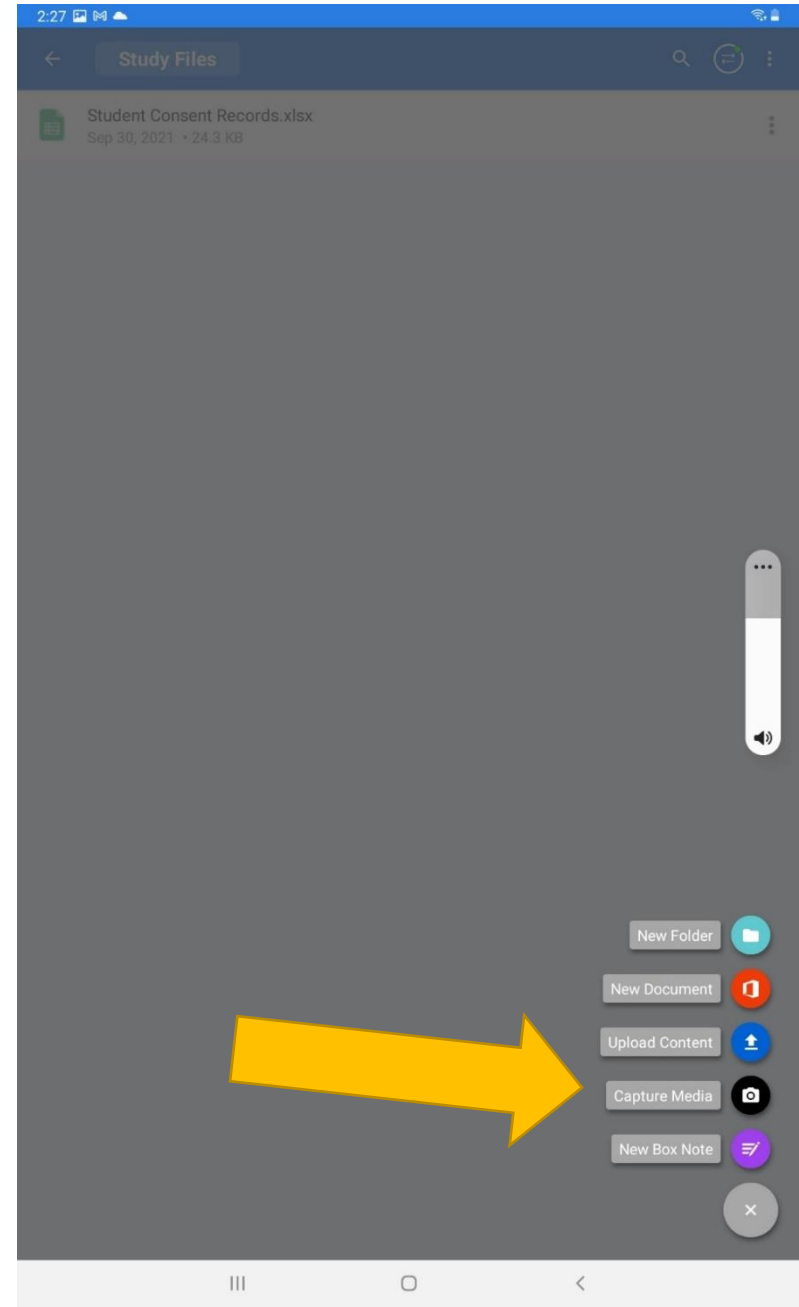 2:27
Study Files
Student Consent Records.xlsx
Sep 30, 2021 • 24.3 KB
New Folder
New Document
Upload Content
Capture Media
New Box Note